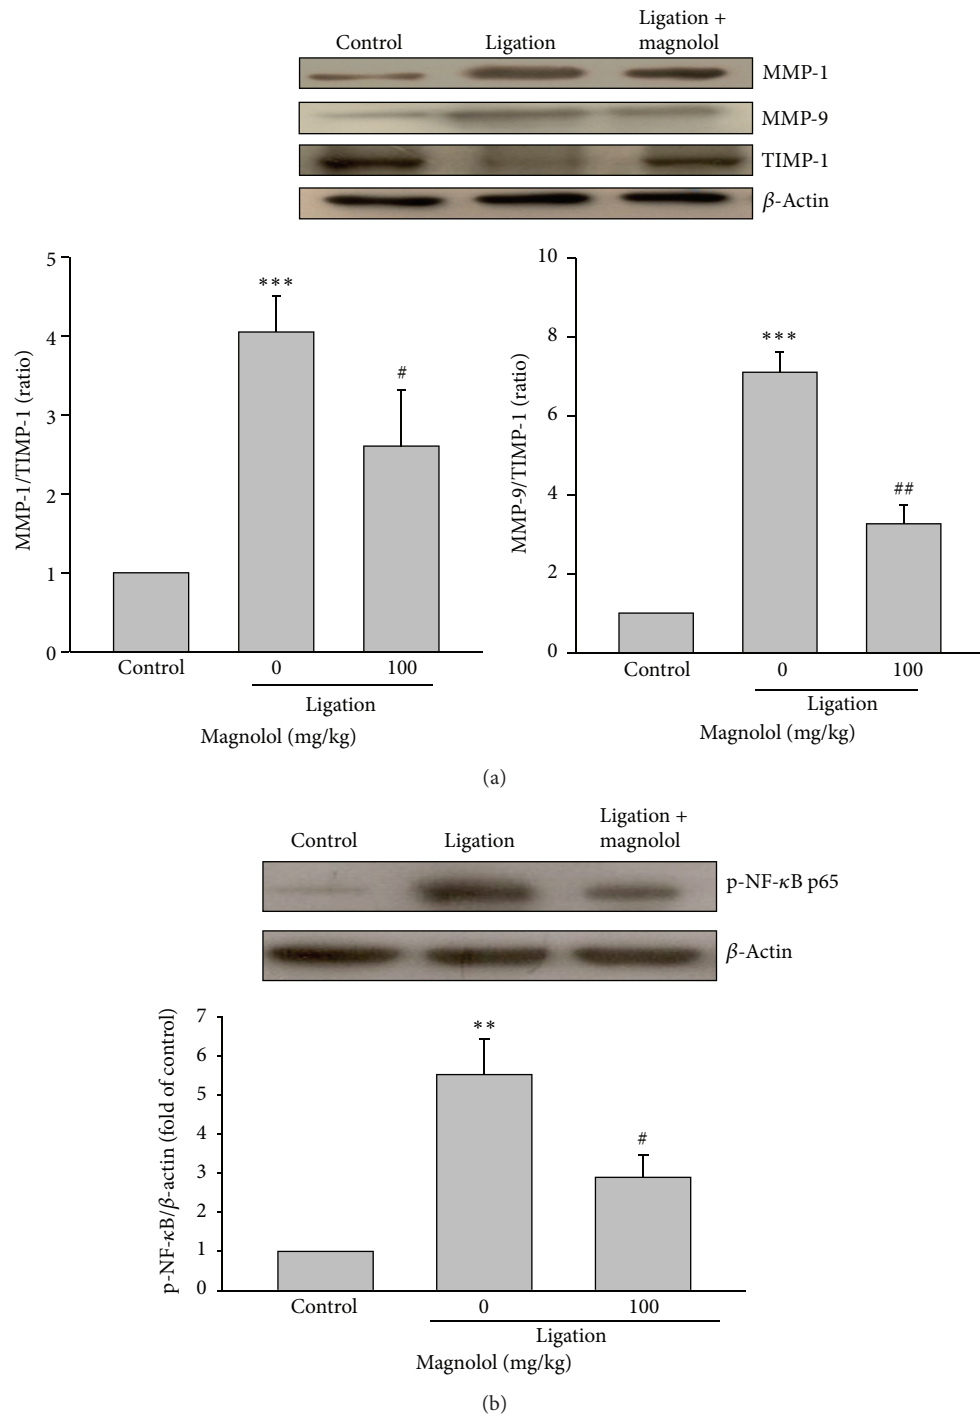 Control Ligation Ligation +
magnolol
MMP-1
MMP-9
TIMP-1
β-Actin
MMP-1/TIMP-1 (ratio)
5
4
3
2
1
0
***
#
Control 0 100
Ligation
Magnolol (mg/kg)
MMP-9/TIMP-1 (ratio)
10
8
6
4
2
0
***
##
Control 0 100
Ligation
Magnolol (mg/kg)
(a)
Control Ligation Ligation +
magnolol
p-NF-κB p65
β-Actin
p-NF-κB/β-actin (fold of control)
7
6
5
4
3
2
1
0
**
#
Control 0 100
Ligation
Magnolol (mg/kg)
(b)